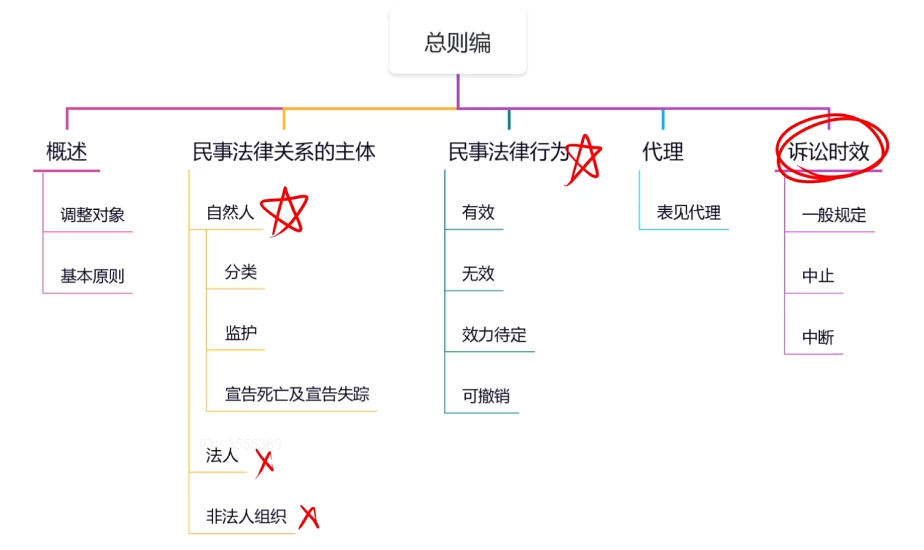 总则编
概述
调整对象
基本原则
民事法律关系的主体
自然人
分类
监护
宣告死亡及宣告失踪
法人
非法人组织
民事法律行为
有效
无效
效力待定
可撤销
代理
表见代理
诉讼时效
一般规定
中止
中断